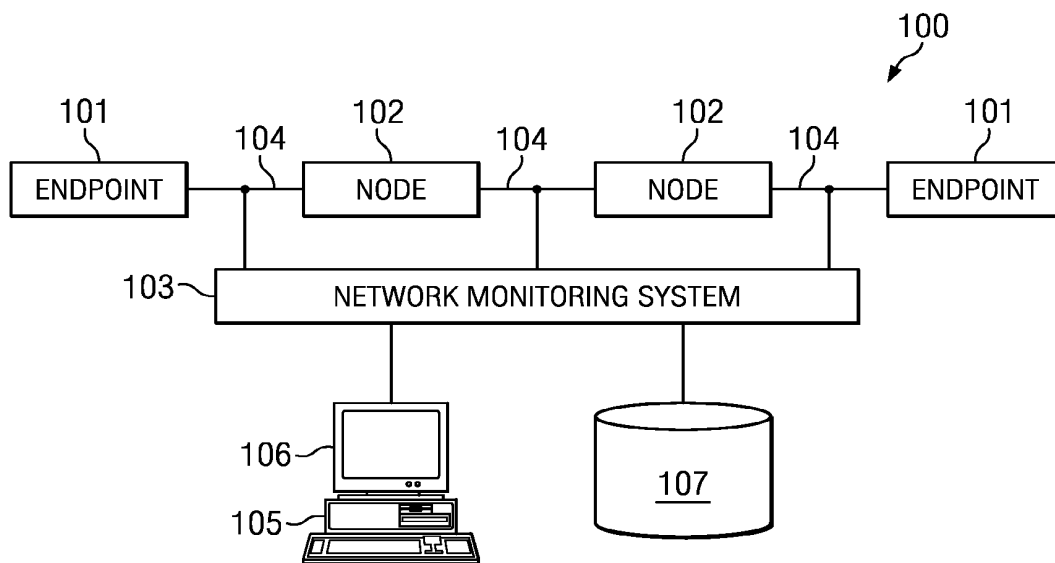 100
101 102 102 101
104 104 104
ENDPOINT NODE NODE ENDPOINT
103 NETWORK MONITORING SYSTEM
106
107
105